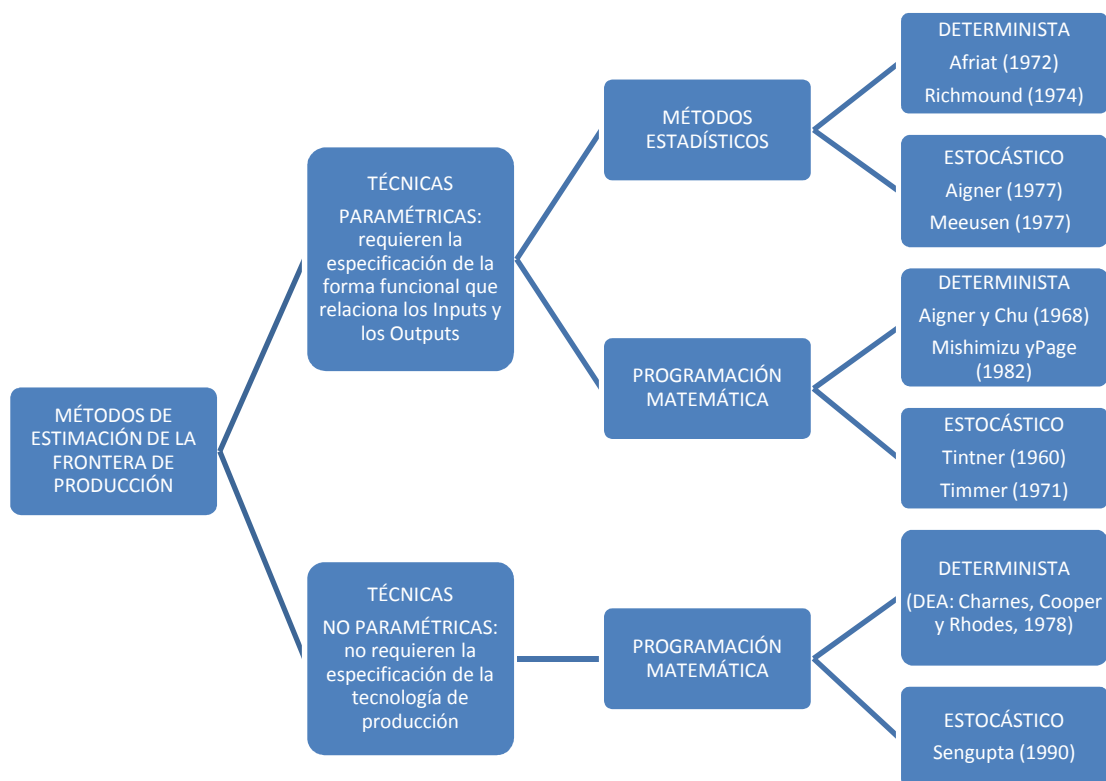 MÉTODOS DE
ESTIMACIÓN DE LA
FRONTERA DE
PRODUCCIÓN
TÉCNICAS
PARAMÉTRICAS:
requieren la
especificación de la
forma funcional que
relaciona los Inputs y
los Outputs
MÉTODOS
ESTADÍSTICOS
DETERMINISTA
Afriat (1972)
Richmound (1974)
ESTOCÁSTICO
Aigner (1977)
Meeusen (1977)
PROGRAMACIÓN
MATEMÁTICA
DETERMINISTA
Aigner y Chu (1968)
Mishimizu yPage
(1982)
ESTOCÁSTICO
Tintner (1960)
Timmer (1971)
TÉCNICAS
NO PARAMÉTRICAS:
no requieren la
especificación de la
tecnología de
producción
PROGRAMACIÓN
MATEMÁTICA
DETERMINISTA
(DEA: Charnes, Cooper
y Rhodes, 1978)
ESTOCÁSTICO
Sengupta (1990)